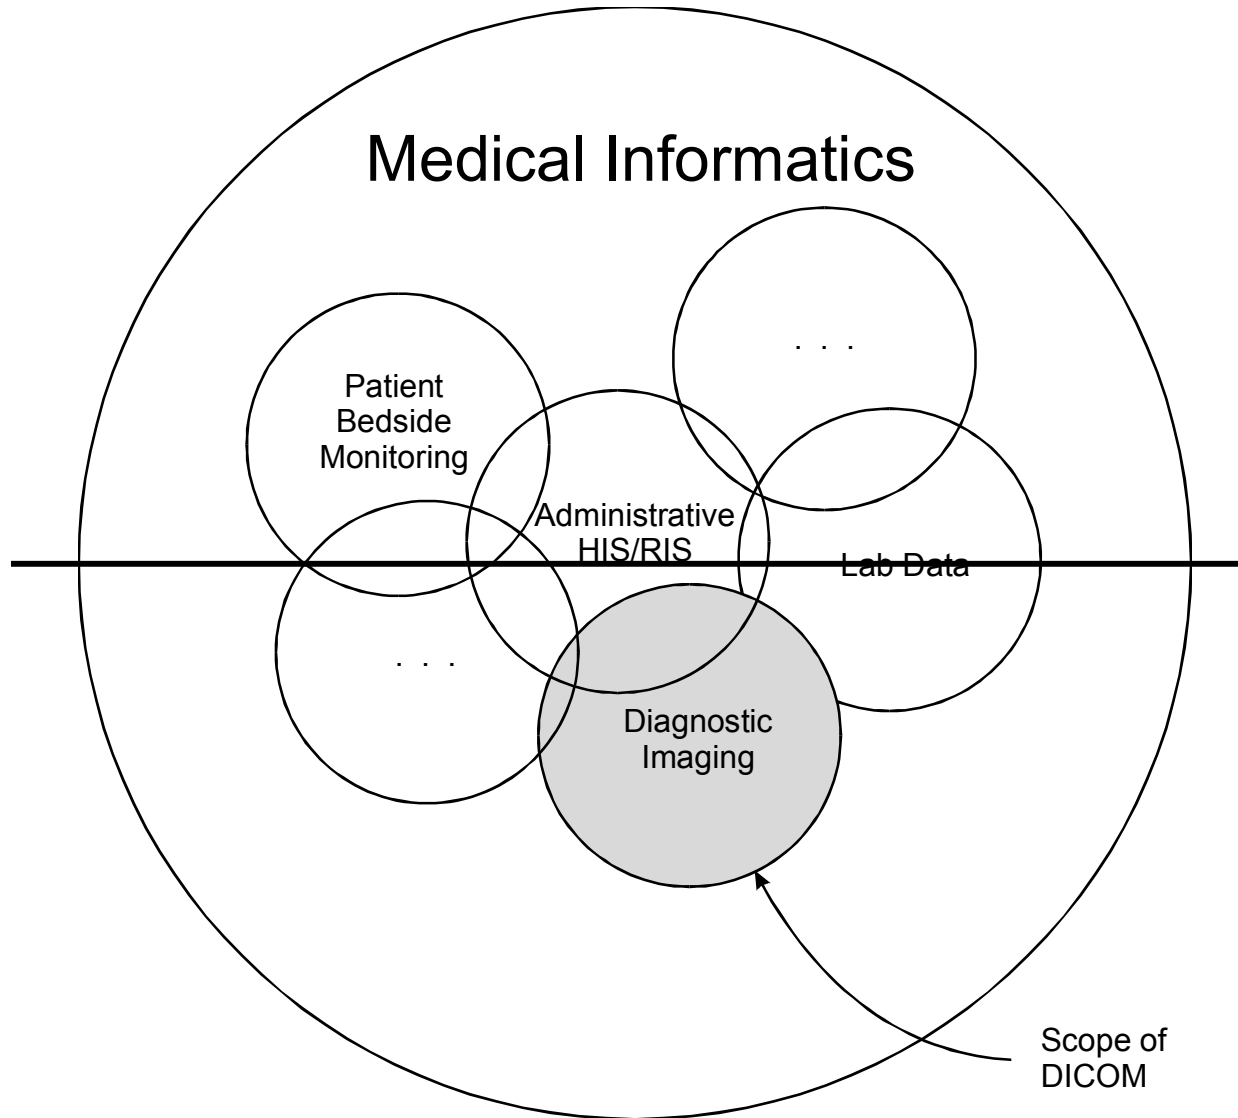 Medical Informatics
. . .
Patient
Bedside
Monitoring
Administrative
HIS/RIS
Lab Data
. . .
Diagnostic
Imaging
Scope of
DICOM